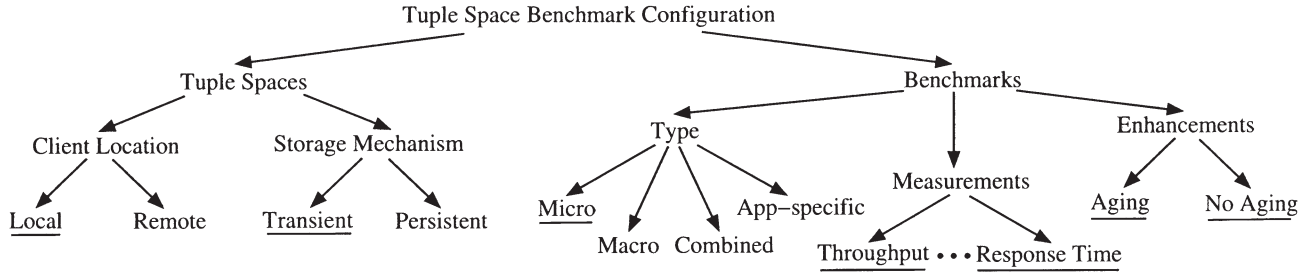 Tuple Space Benchmark Configuration
Tuple Spaces
Benchmarks
Client Location
Storage Mechanism
Type
Enhancements
Measurements
Local
Remote
Transient
Persistent
Micro
App-specific
Aging
No Aging
Macro
Combined
Throughput • • • Response Time